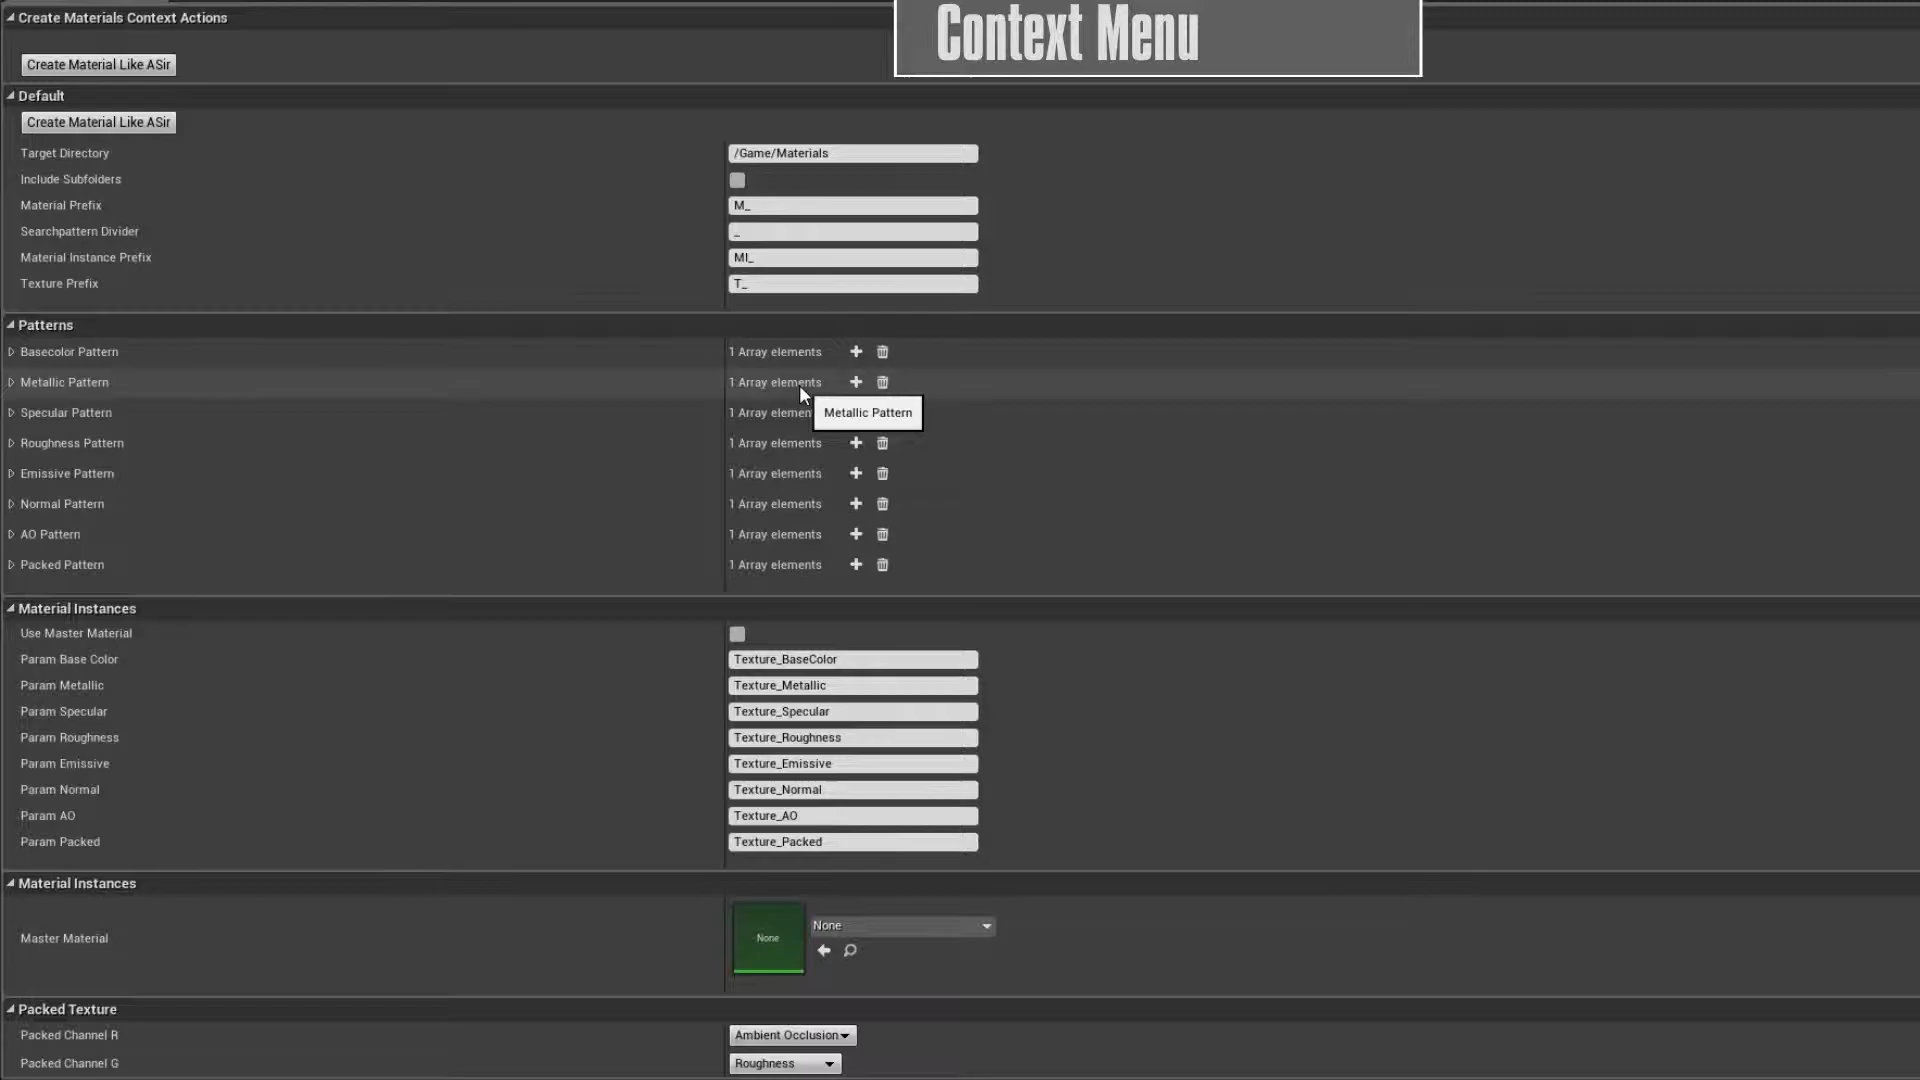 Context Menu
Create Materials Context Actions
Create Material Like ASir
Default
Create Material Like ASir
Target Directory /Game/Materials
Include Subfolders
Material Prefix M_
Searchpattern Divider _
Material Instance Prefix MI_
Texture Prefix T_
Patterns
Basecolor Pattern 1 Array elements
Metallic Pattern 1 Array elements
Specular Pattern 1 Array elemen
Metallic Pattern
Roughness Pattern 1 Array elements
Emissive Pattern 1 Array elements
Normal Pattern 1 Array elements
AO Pattern 1 Array elements
Packed Pattern 1 Array elements
Material Instances
Use Master Material
Param Base Color Texture_BaseColor
Param Metallic Texture_Metallic
Param Specular Texture_Specular
Param Roughness Texture_Roughness
Param Emissive Texture_Emissive
Param Normal Texture_Normal
Param AO Texture_AO
Param Packed Texture_Packed
Material Instances
Master Material None None
Packed Texture
Packed Channel R Ambient Occlusion
Packed Channel G Roughness